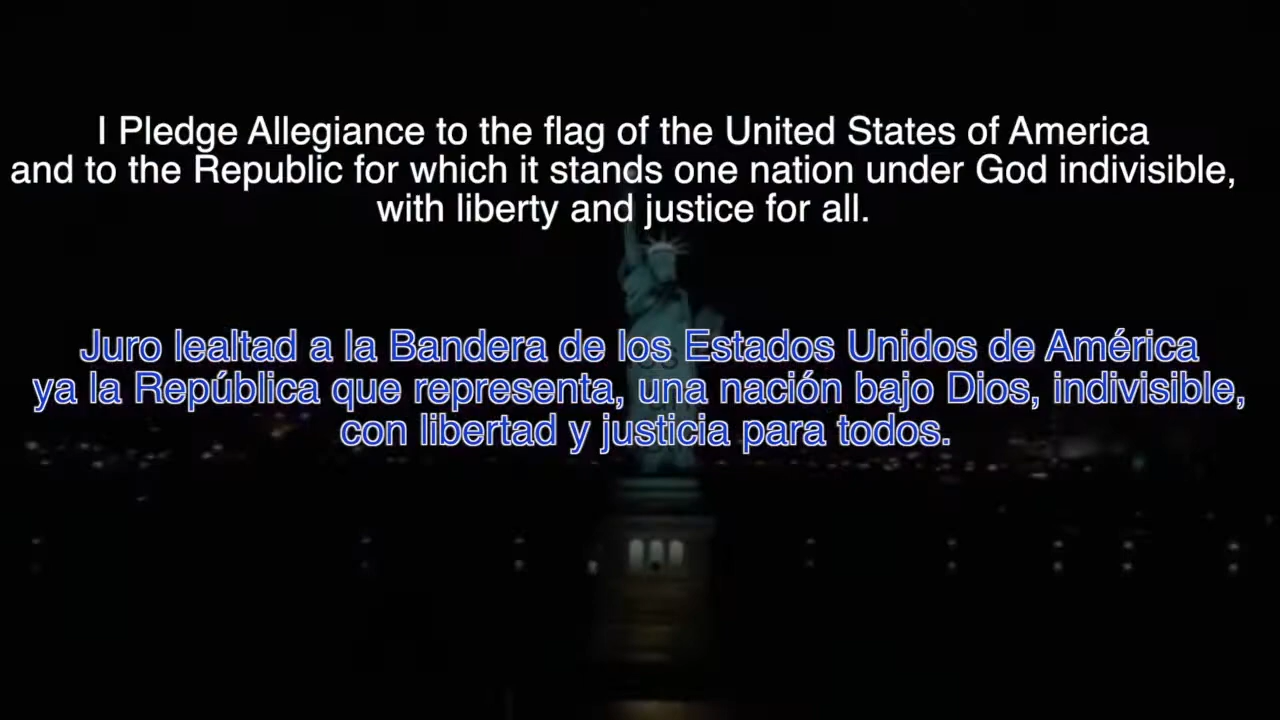 I Pledge Allegiance to the flag of the United States of America
and to the Republic for which it stands one nation under God indivisible,
with liberty and justice for all.
Juro lealtad a la Bandera de los Estados Unidos de América
ya la República que representa, una nación bajo Dios, indivisible,
con libertad y justicia para todos.